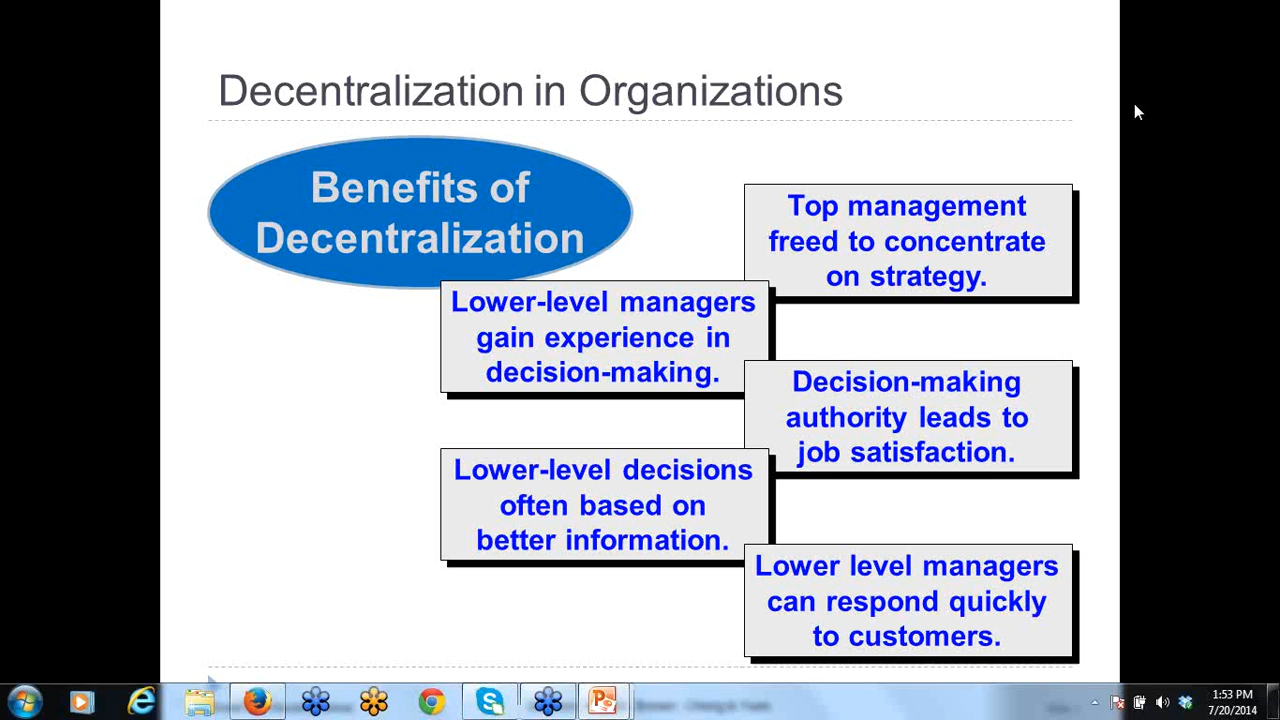 Decentralization in Organizations
Benefits of
Decentralization
Top management
freed to concentrate
on strategy.
Lower-level managers
gain experience in
decision-making.
Decision-making
authority leads to
job satisfaction.
Lower-level decisions
often based on
better information.
Lower level managers
can respond quickly
to customers.
1:53 PM
7/20/2014